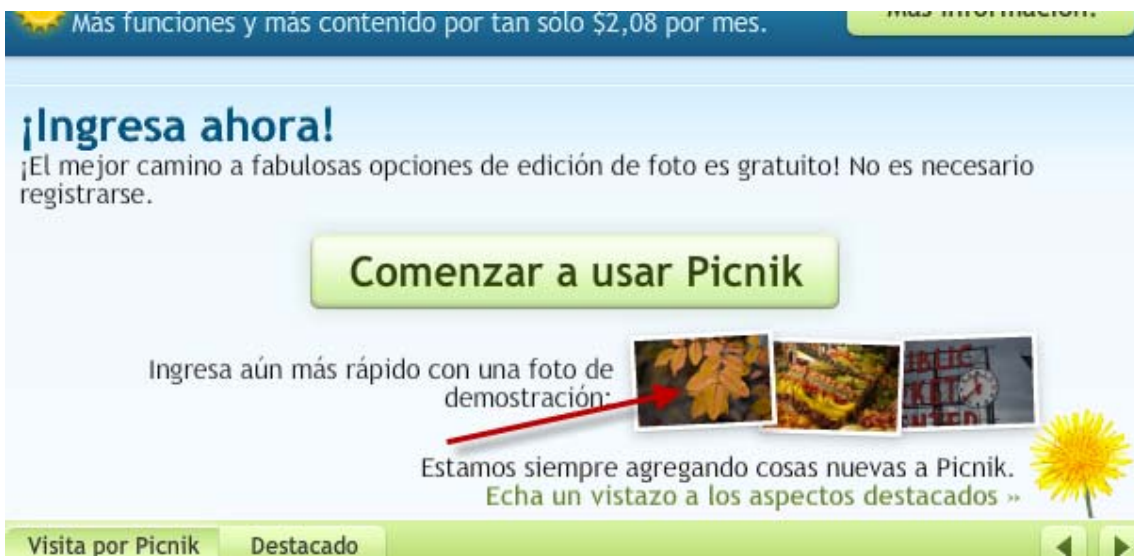 Más funciones y más contenido por tan sólo $2,08 por mes.
Más información.
¡Ingresa ahora!
¡El mejor camino a fabulosas opciones de edición de foto es gratuito! No es necesario
registrarse.
Comenzar a usar Picnik
Ingresa aún más rápido con una foto de
demostración:
Estamos siempre agregando cosas nuevas a Picnik.
Echa un vistazo a los aspectos destacados »
Visita por Picnik
Destacado